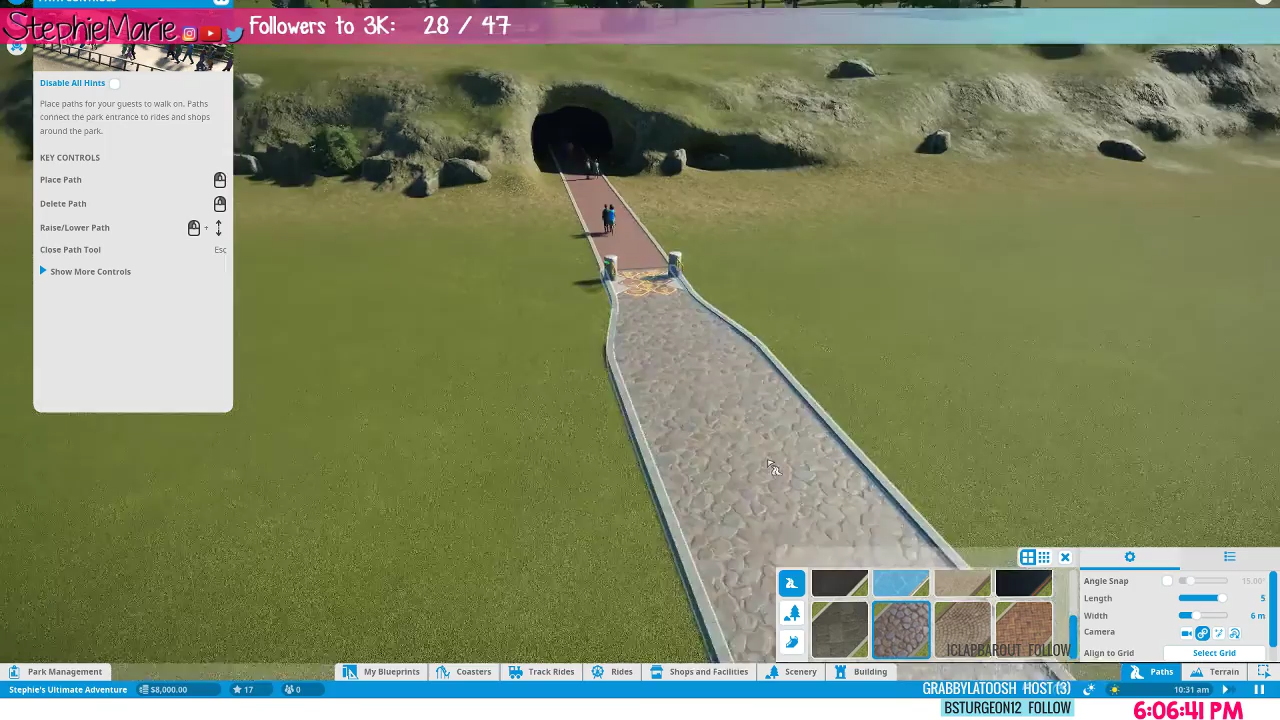 StephieMarie
Followers to 3K: 28 / 47
Disable All Hints
Place paths for your guests to walk on. Paths
connect the park entrance to rides and shops
around the park.
KEY CONTROLS
Place Path
Delete Path
Raise/Lower Path +
Close Path Tool Esc
Show More Controls
Angle Snap 15.00°
Length 5
Width 6 m
Camera
Align to Grid Select Grid
ICLAPBAROUT FOLLOW
Park Management
My Blueprints
Coasters
Track Rides
Rides
Shops and Facilities
Scenery
Building
Paths
Terrain
Stephie's Ultimate Adventure
$8,000.00
17
0
GRABBYLATOOSH HOST (3)
10:31 am
BSTURGEON12 FOLLOW
6:06:41 PM